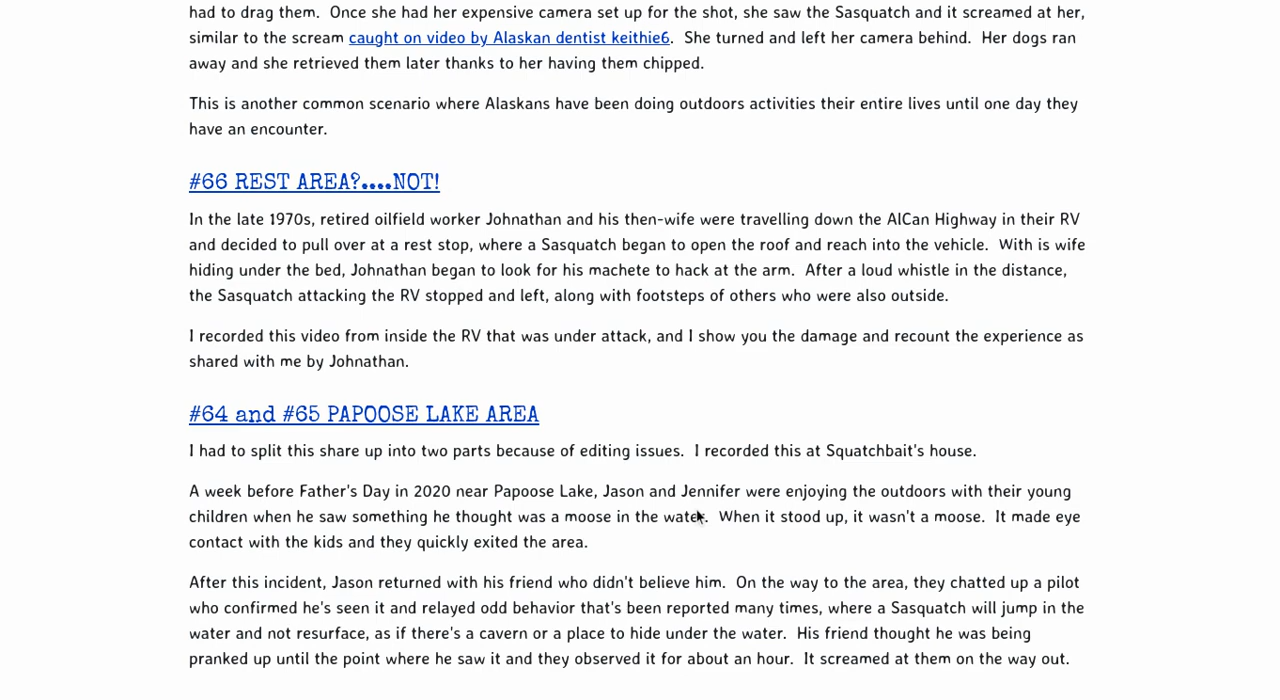 had to drag them.  Once she had her expensive camera set up for the shot, she saw the Sasquatch and it screamed at her,
similar to the scream caught on video by Alaskan dentist keithie6.  She turned and left her camera behind.  Her dogs ran
away and she retrieved them later thanks to her having them chipped.
This is another common scenario where Alaskans have been doing outdoors activities their entire lives until one day they
have an encounter.
#66 REST AREA?....NOT!
In the late 1970s, retired oilfield worker Johnathan and his then-wife were travelling down the AlCan Highway in their RV
and decided to pull over at a rest stop, where a Sasquatch began to open the roof and reach into the vehicle.  With is wife
hiding under the bed, Johnathan began to look for his machete to hack at the arm.  After a loud whistle in the distance,
the Sasquatch attacking the RV stopped and left, along with footsteps of others who were also outside.
I recorded this video from inside the RV that was under attack, and I show you the damage and recount the experience as
shared with me by Johnathan.
#64 and #65 PAPOOSE LAKE AREA
I had to split this share up into two parts because of editing issues.  I recorded this at Squatchbait's house.
A week before Father's Day in 2020 near Papoose Lake, Jason and Jennifer were enjoying the outdoors with their young
children when he saw something he thought was a moose in the water.  When it stood up, it wasn't a moose.  It made eye
contact with the kids and they quickly exited the area.
After this incident, Jason returned with his friend who didn't believe him.  On the way to the area, they chatted up a pilot
who confirmed he's seen it and relayed odd behavior that's been reported many times, where a Sasquatch will jump in the
water and not resurface, as if there's a cavern or a place to hide under the water.  His friend thought he was being
pranked up until the point where he saw it and they observed it for about an hour.  It screamed at them on the way out.